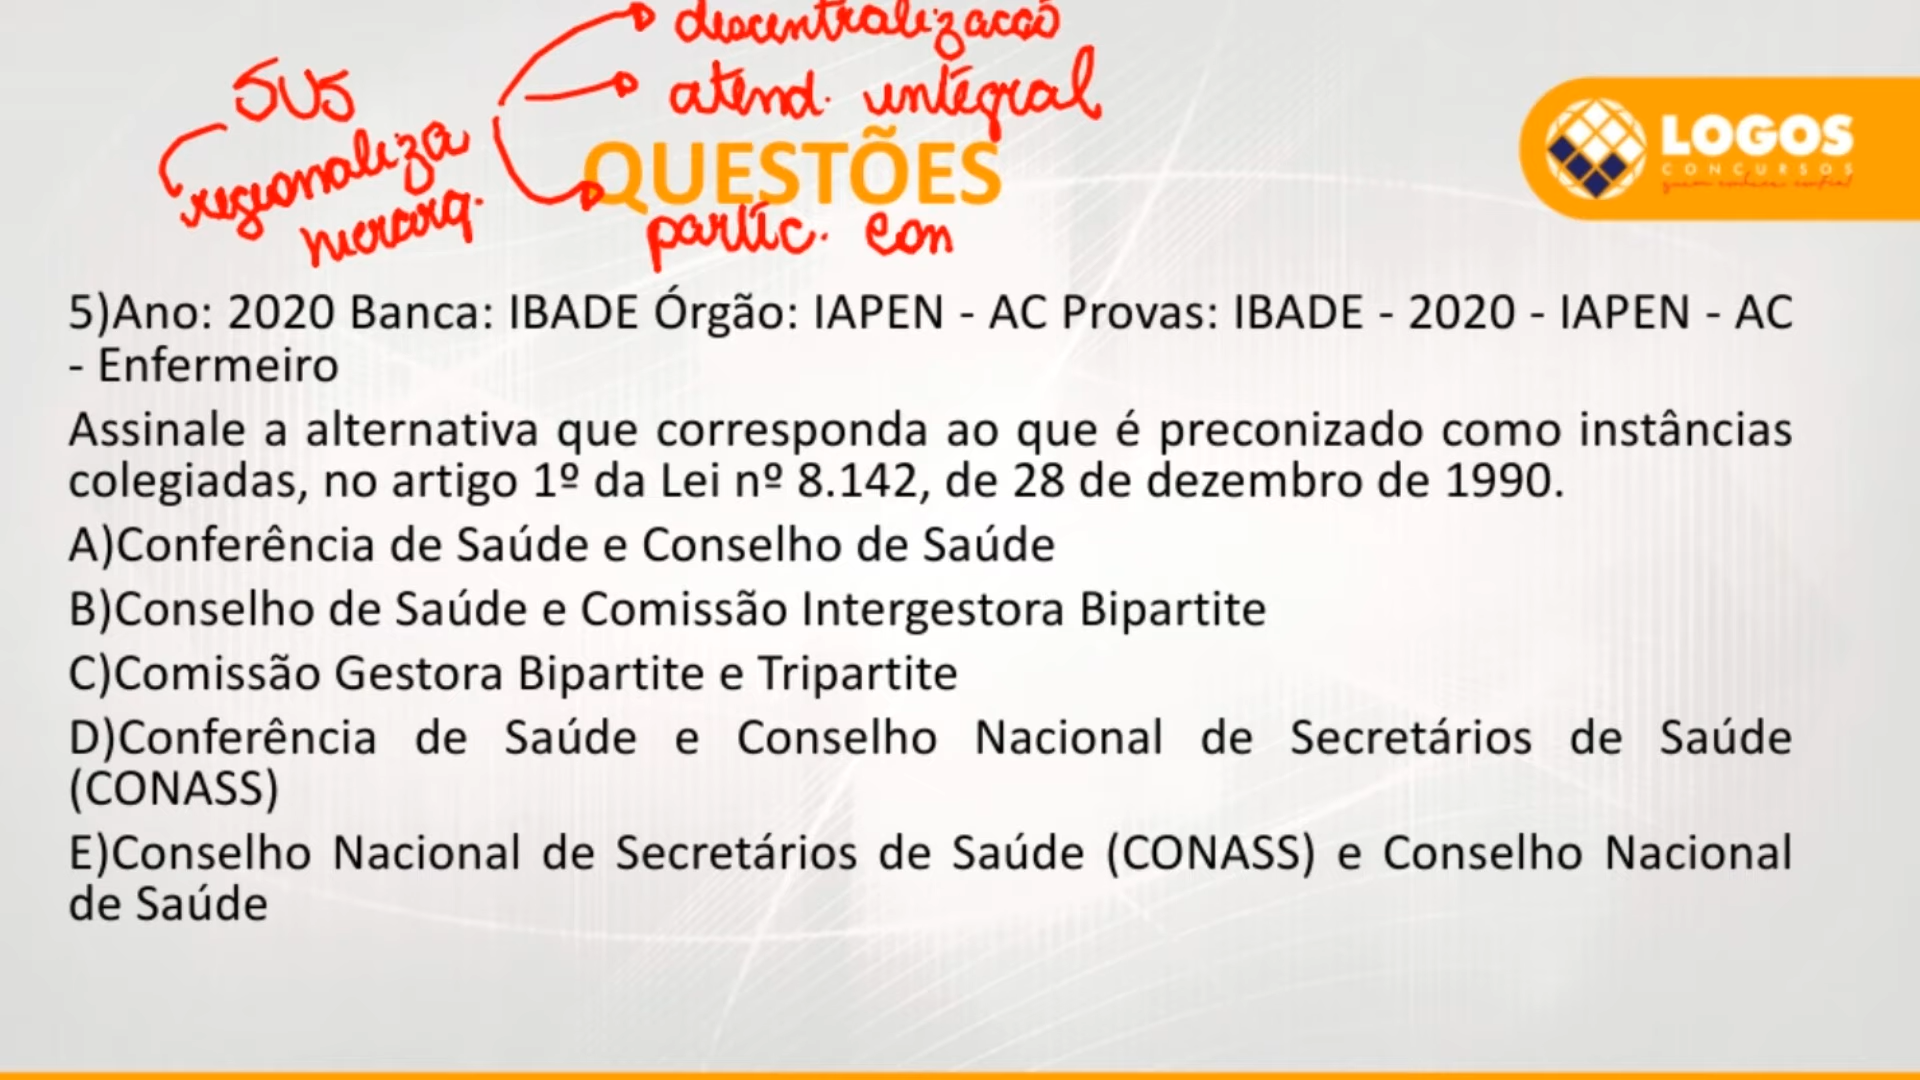 descentralizacaõ
SUS
atend. integral
regionaliza
QUESTÕES
hierarq.
partic. com
LOGOS
CONCURSOS
5)Ano: 2020 Banca: IBADE Órgão: IAPEN - AC Provas: IBADE - 2020 - IAPEN - AC
- Enfermeiro
Assinale a alternativa que corresponda ao que é preconizado como instâncias
colegiadas, no artigo 1º da Lei nº 8.142, de 28 de dezembro de 1990.
A)Conferência de Saúde e Conselho de Saúde
B)Conselho de Saúde e Comissão Intergestora Bipartite
C)Comissão Gestora Bipartite e Tripartite
D)Conferência de Saúde e Conselho Nacional de Secretários de Saúde
(CONASS)
E)Conselho Nacional de Secretários de Saúde (CONASS) e Conselho Nacional
de Saúde